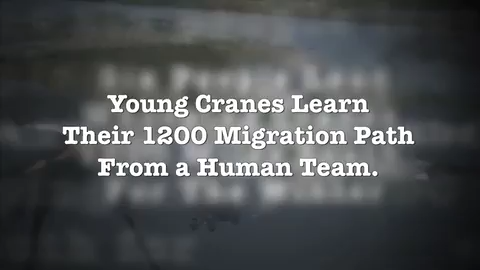 Young Cranes Learn
Their 1200 Migration Path
From a Human Team.